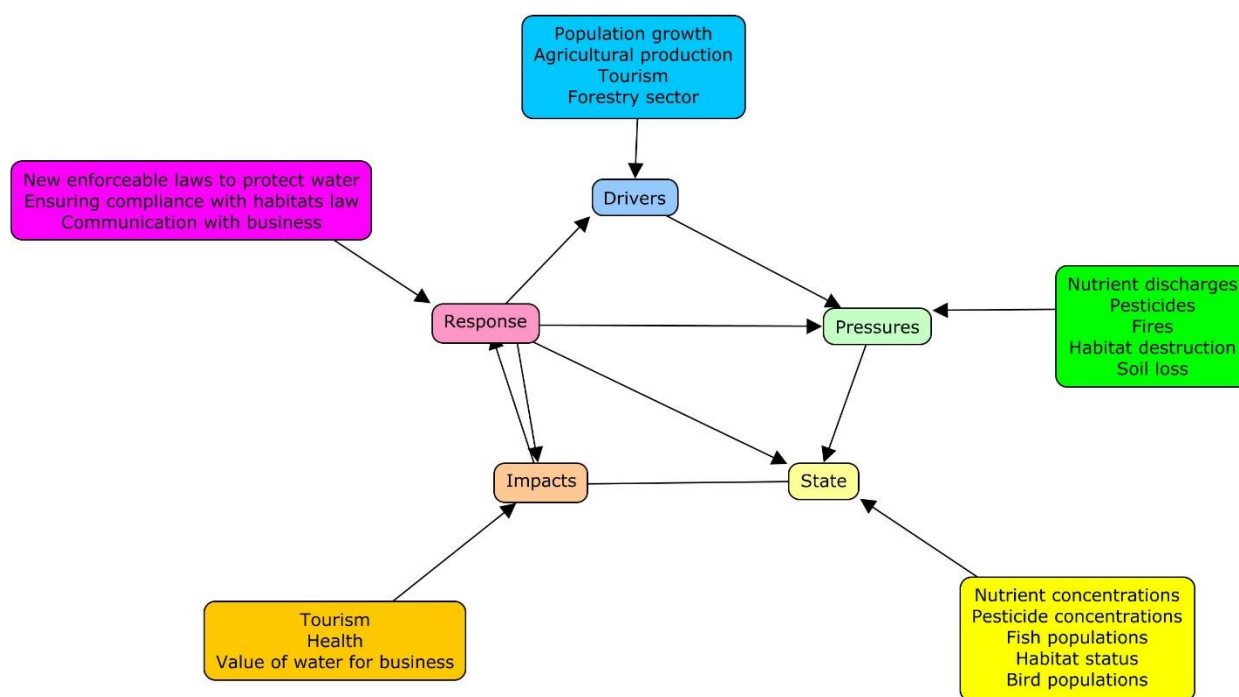 Population growth
Agricultural production
Tourism
Forestry sector
New enforceable laws to protect water
Ensuring compliance with habitats law
Communication with business
Drivers
Nutrient discharges
Pesticides
Fires
Habitat destruction
Soil loss
Response
Pressures
Impacts
State
Tourism
Health
Value of water for business
Nutrient concentrations
Pesticide concentrations
Fish populations
Habitat status
Bird populations